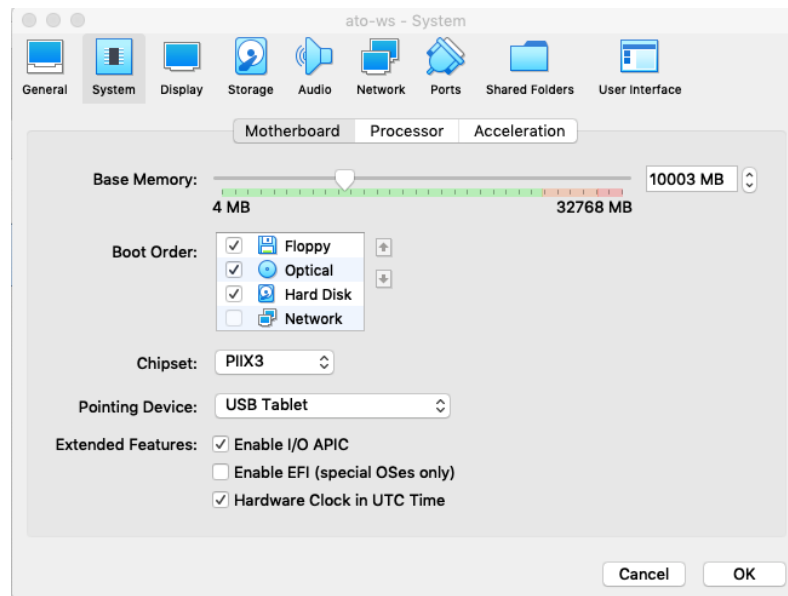 ato-ws - System
General System Display Storage Audio Network Ports Shared Folders User Interface
Motherboard Processor Acceleration
Base Memory: 10003 MB
4 MB 32768 MB
Boot Order: Floppy
Optical
Hard Disk
Network
Chipset: PIIX3
Pointing Device: USB Tablet
Extended Features: Enable I/O APIC
Enable EFI (special OSes only)
Hardware Clock in UTC Time
Cancel OK